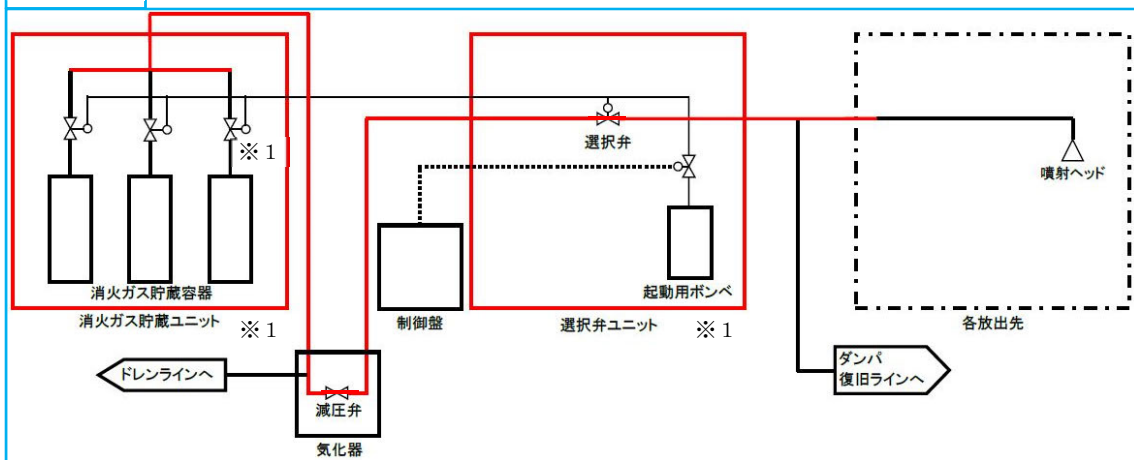 選択弁
※1
噴射ヘッド
消火ガス貯蔵容器
起動用ボンベ
消火ガス貯蔵ユニット
※1
制御盤
選択弁ユニット
※1
各放出先
ドレンラインへ
ダンパ
復旧ラインへ
減圧弁
気化器